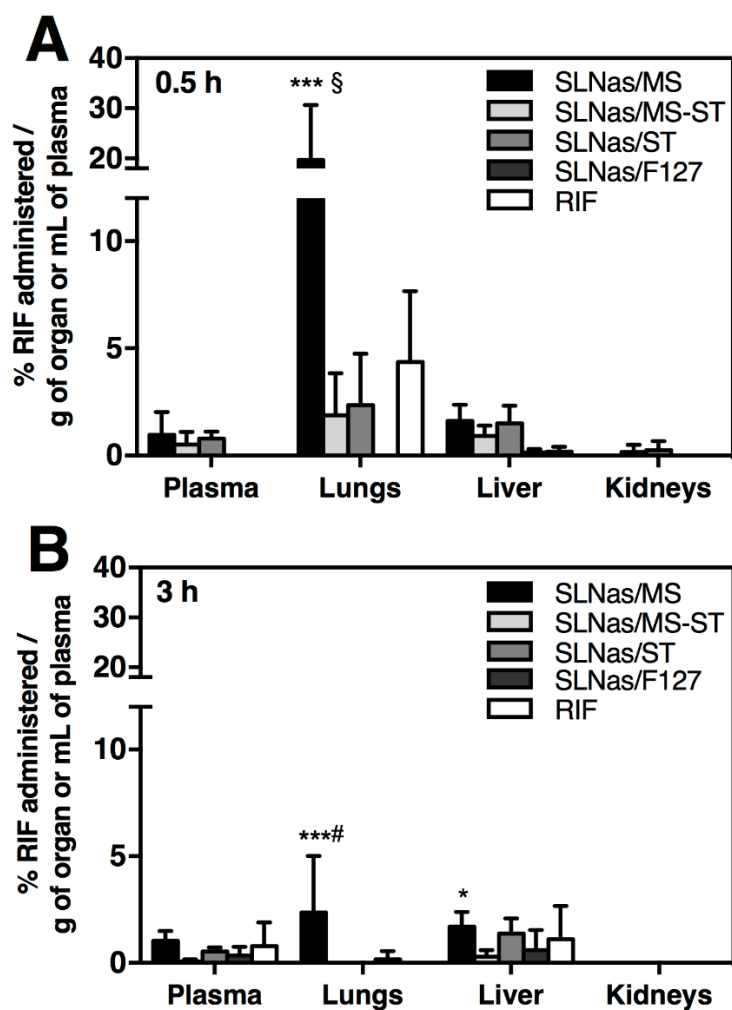 A
0.5 h
*** §
SLNas/MS
SLNas/MS-ST
SLNas/ST
SLNas/F127
RIF
40
30
20
10
5
0
% RIF administered /
g of organ or mL of plasma
Plasma Lungs Liver Kidneys
B
3 h
SLNas/MS
SLNas/MS-ST
SLNas/ST
SLNas/F127
RIF
40
30
20
10
5
0
% RIF administered /
g of organ or mL of plasma
***#
*
Plasma Lungs Liver Kidneys